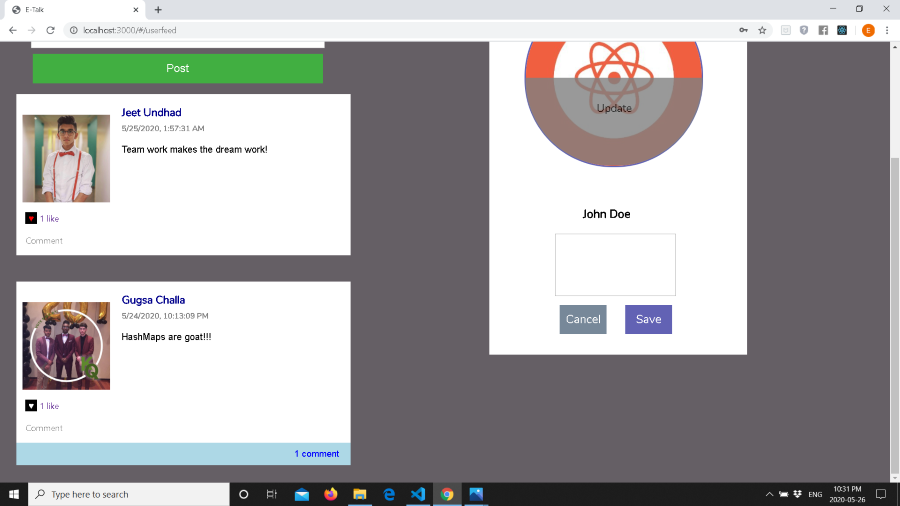 E-Talk
localhost:3000/#/userfeed
E
Post
Jeet Undhad
5/25/2020, 1:57:31 AM
Team work makes the dream work!
1 like
Comment
Gugsa Challa
5/24/2020, 10:13:09 PM
HashMaps are goat!!!
1 like
Comment
1 comment
Update
John Doe
Cancel
Save
Type here to search
ENG
10:31 PM
2020-05-26